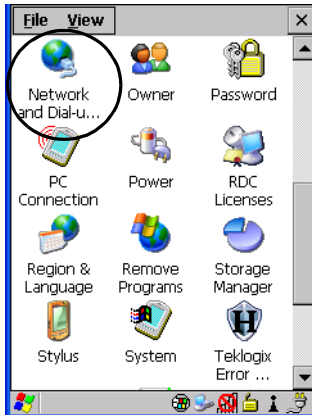 File View
Network
and Dial-u...
Owner
Password
PC
Connection
Power
RDC
Licenses
Region &
Language
Remove
Programs
Storage
Manager
Stylus
System
Teklogix
Error ...